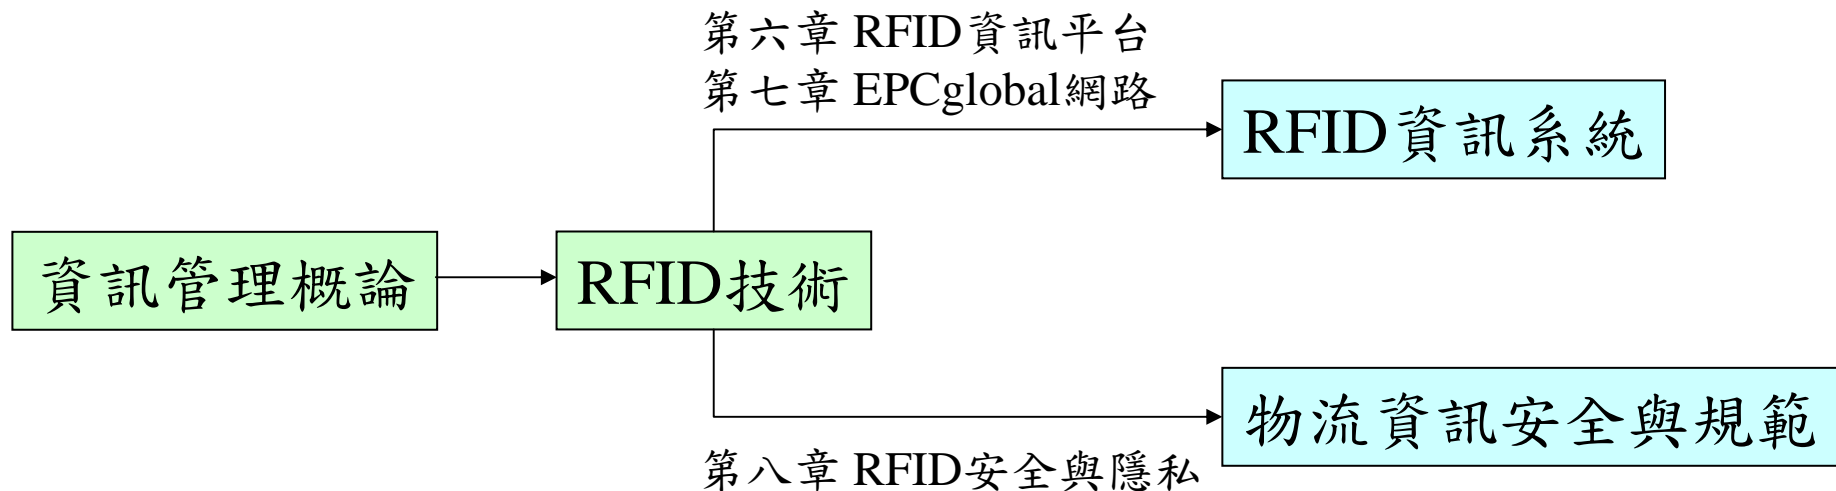 第六章 RFID資訊平台
第七章 EPCglobal網路
RFID資訊系統
資訊管理概論
RFID技術
物流資訊安全與規範
第八章 RFID安全與隱私